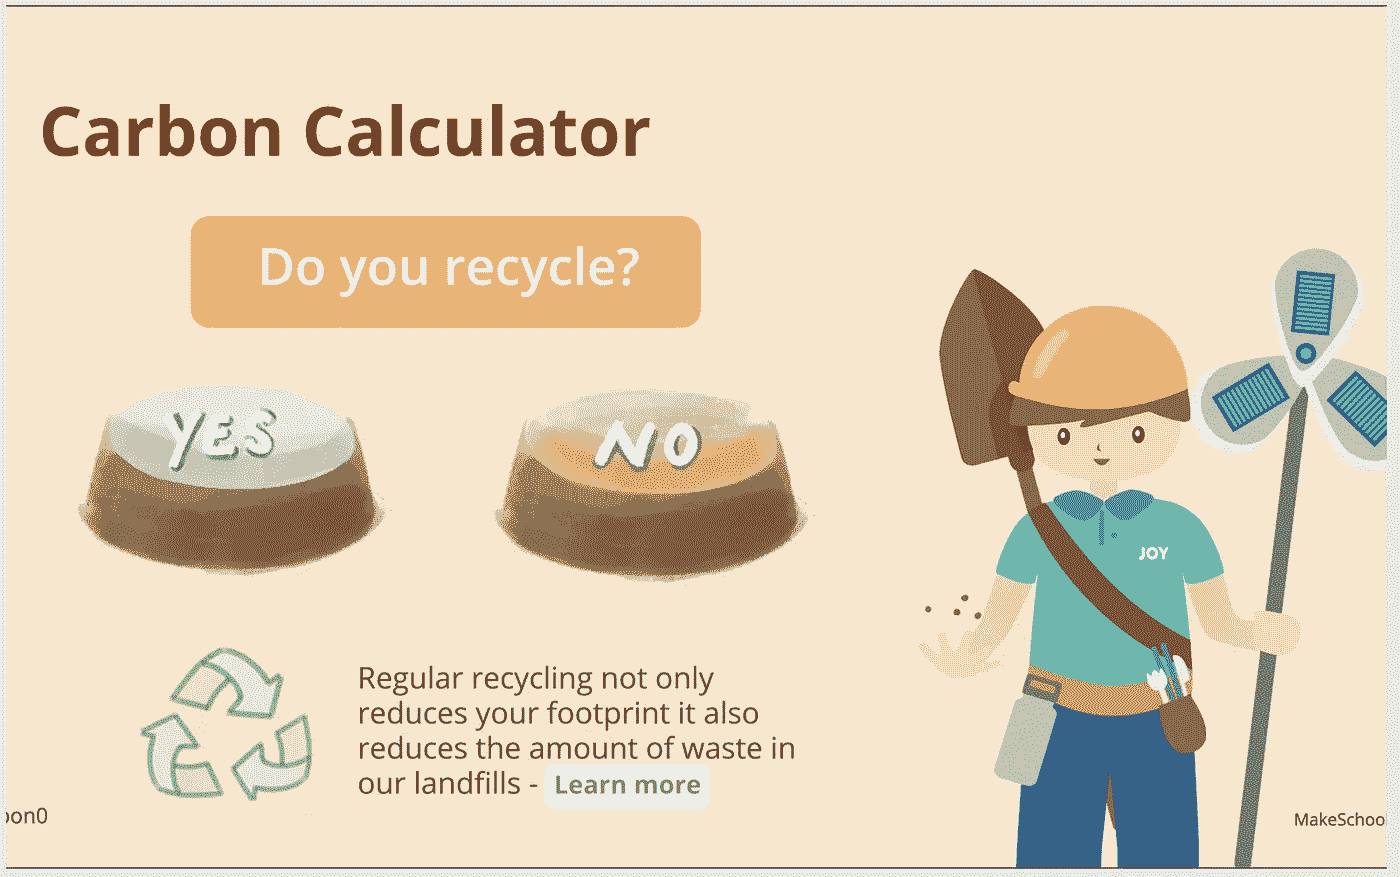 Carbon Calculator
Do you recycle?
YES
NO
JOY
Regular recycling not only
reduces your footprint it also
reduces the amount of waste in
our landfills - Learn more
MakeSchoo